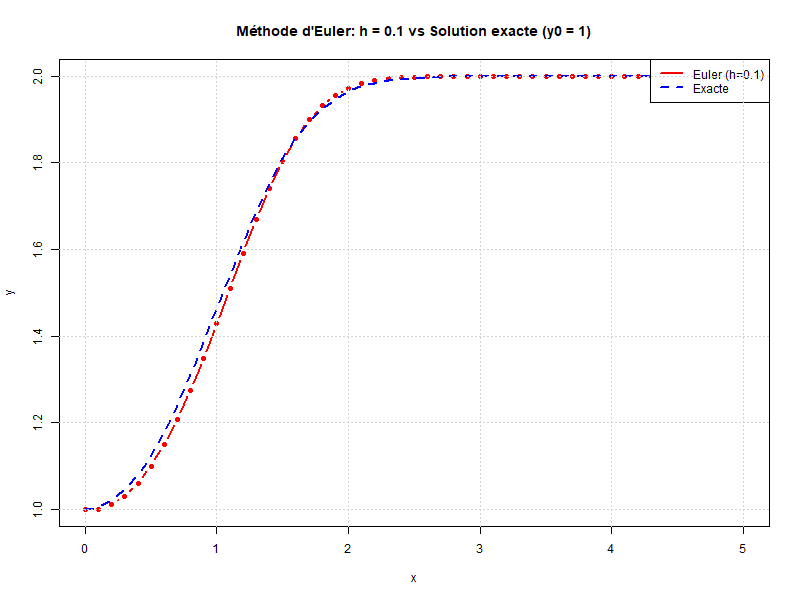 Méthode d'Euler: h = 0.1 vs Solution exacte (y0 = 1)
Euler (h=0.1)
Exacte
2.0
1.8
1.6
1.4
1.2
1.0
y
0 1 2 3 4 5
x